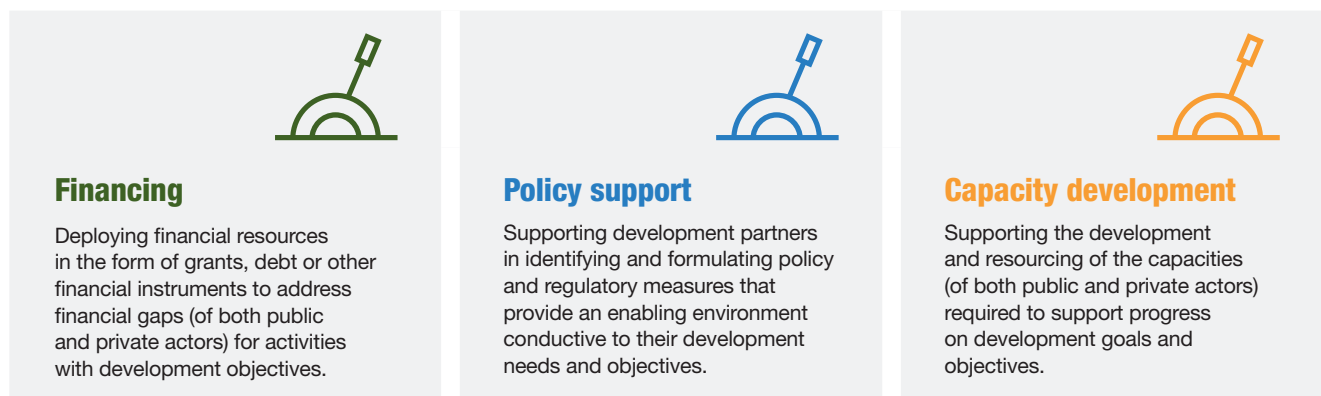 Financing
Deploying financial resources
in the form of grants, debt or other
financial instruments to address
financial gaps (of both public
and private actors) for activities
with development objectives.
Policy support
Supporting development partners
in identifying and formulating policy
and regulatory measures that
provide an enabling environment
conductive to their development
needs and objectives.
Capacity development
Supporting the development
and resourcing of the capacities
(of both public and private actors)
required to support progress
on development goals and
objectives.